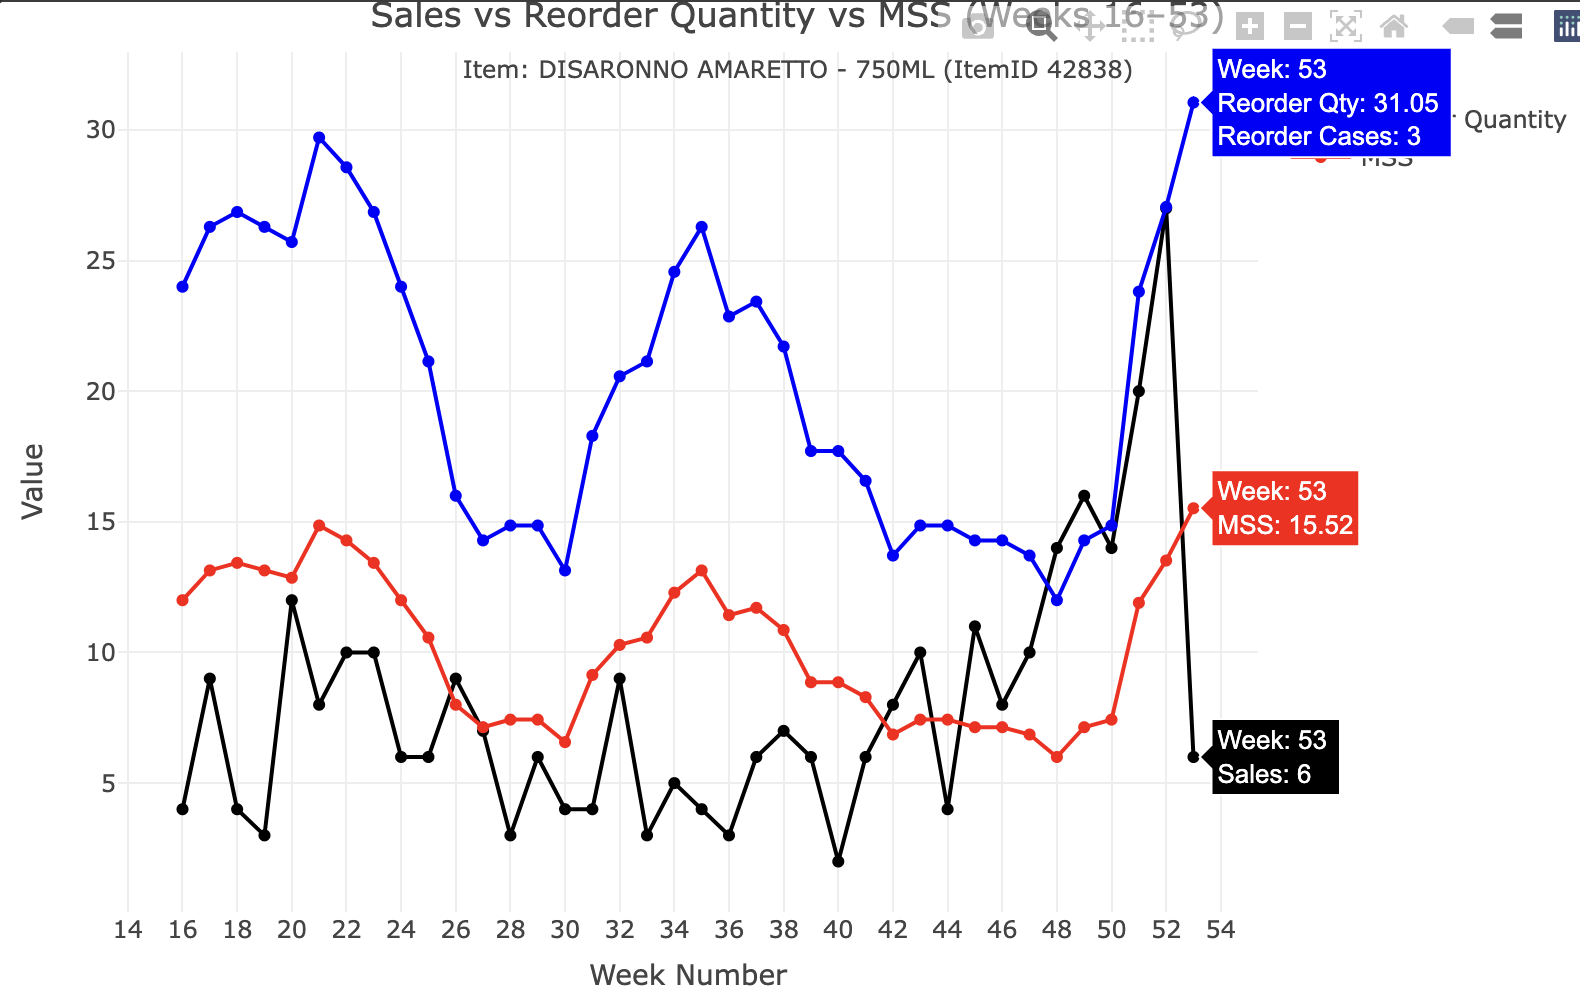 Sales vs Reorder Quantity vs MSS (Weeks 16–53)
Item: DISARONNO AMARETTO - 750ML (ItemID 42838)
Week: 53
Reorder Qty: 31.05
Reorder Cases: 3
Quantity
MSS
30
25
20
15
10
5
Value
Week: 53
MSS: 15.52
Week: 53
Sales: 6
14 16 18 20 22 24 26 28 30 32 34 36 38 40 42 44 46 48 50 52 54
Week Number